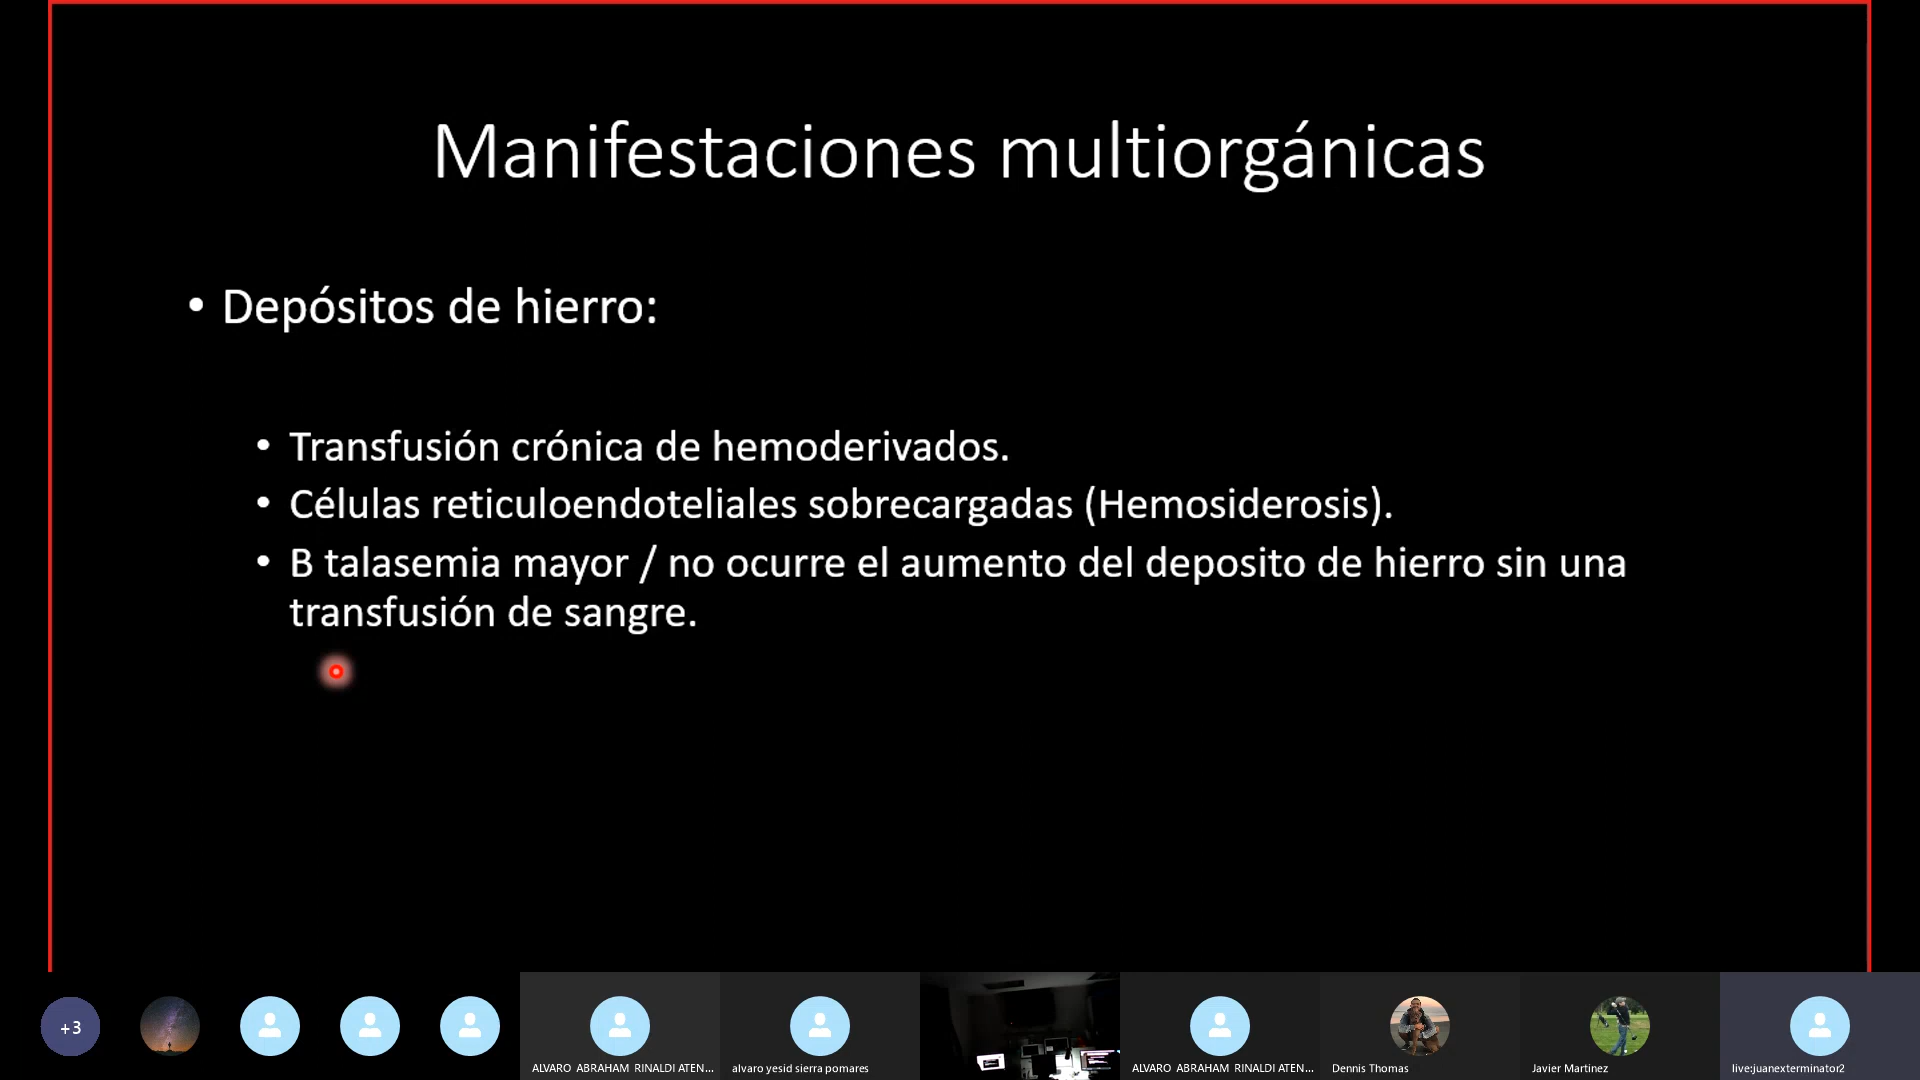 Manifestaciones multiorgánicas
• Depósitos de hierro:
• Transfusión crónica de hemoderivados.
• Células reticuloendoteliales sobrecargadas (Hemosiderosis).
• B talasemia mayor / no ocurre el aumento del deposito de hierro sin una
transfusión de sangre.
+3
ALVARO ABRAHAM RINALDI ATEN...
alvaro yesid sierra pomares
ALVARO ABRAHAM RINALDI ATEN...
Dennis Thomas
Javier Martinez
live:juanexterminator2